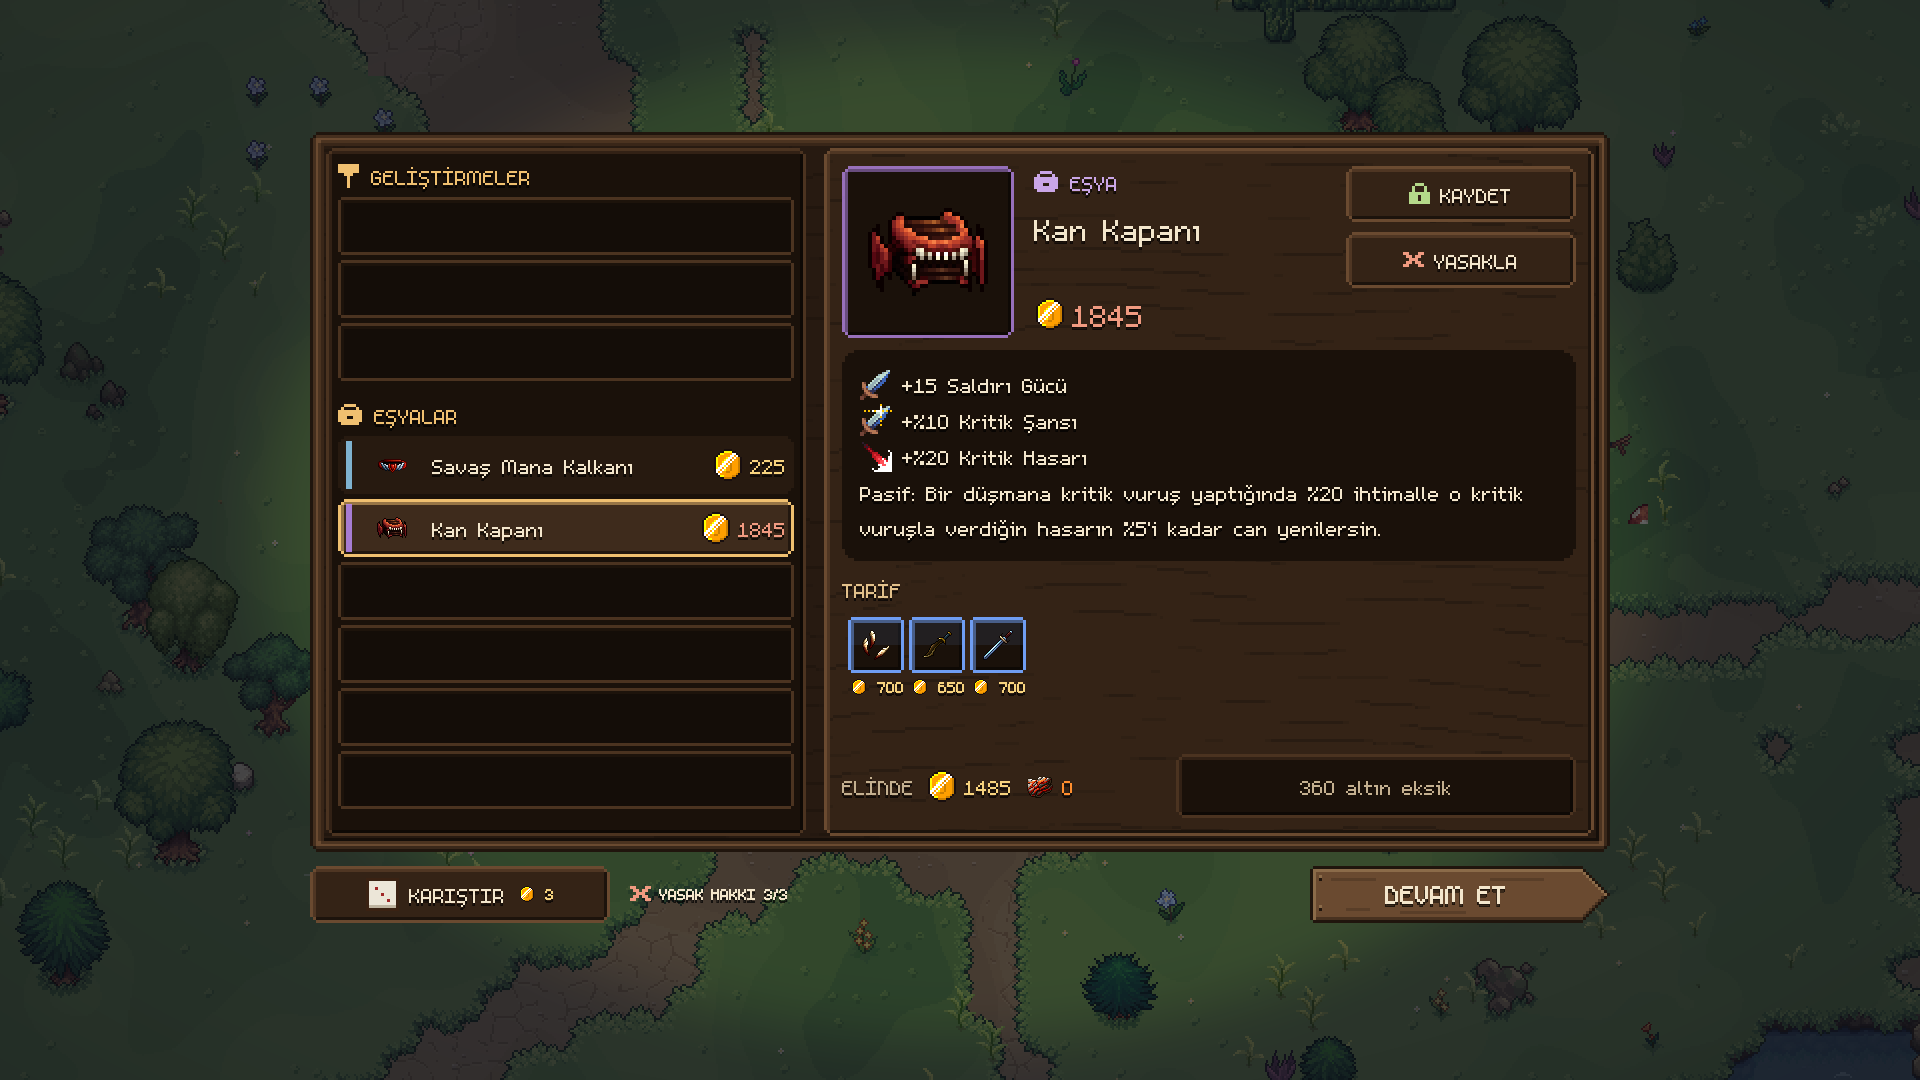 GELİŞTİRMELER
EŞYALAR
Savaş Mana Kalkanı 225
Kan Kapanı 1845
EŞYA
Kan Kapanı
1845
KAYDET
YASAKLA
+15 Saldırı Gücü
+%10 Kritik Şansı
+%20 Kritik Hasarı
Pasif: Bir düşmana kritik vuruş yaptığında %20 ihtimalle o kritik
vuruşla verdiğin hasarın %5'i kadar can yenilersin.
TARİF
700 650 700
ELİNDE 1485 0
360 altın eksik
KARIŞTIR 3
YASAK HAKKI 3/3
DEVAM ET